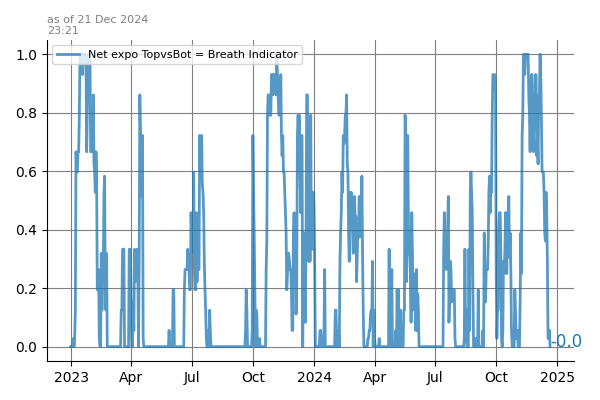 as of 21 Dec 2024
23:21
Net expo TopvsBot = Breath Indicator
1.0
0.8
0.6
0.4
0.2
0.0
-0.0
2023 Apr Jul Oct 2024 Apr Jul Oct 2025